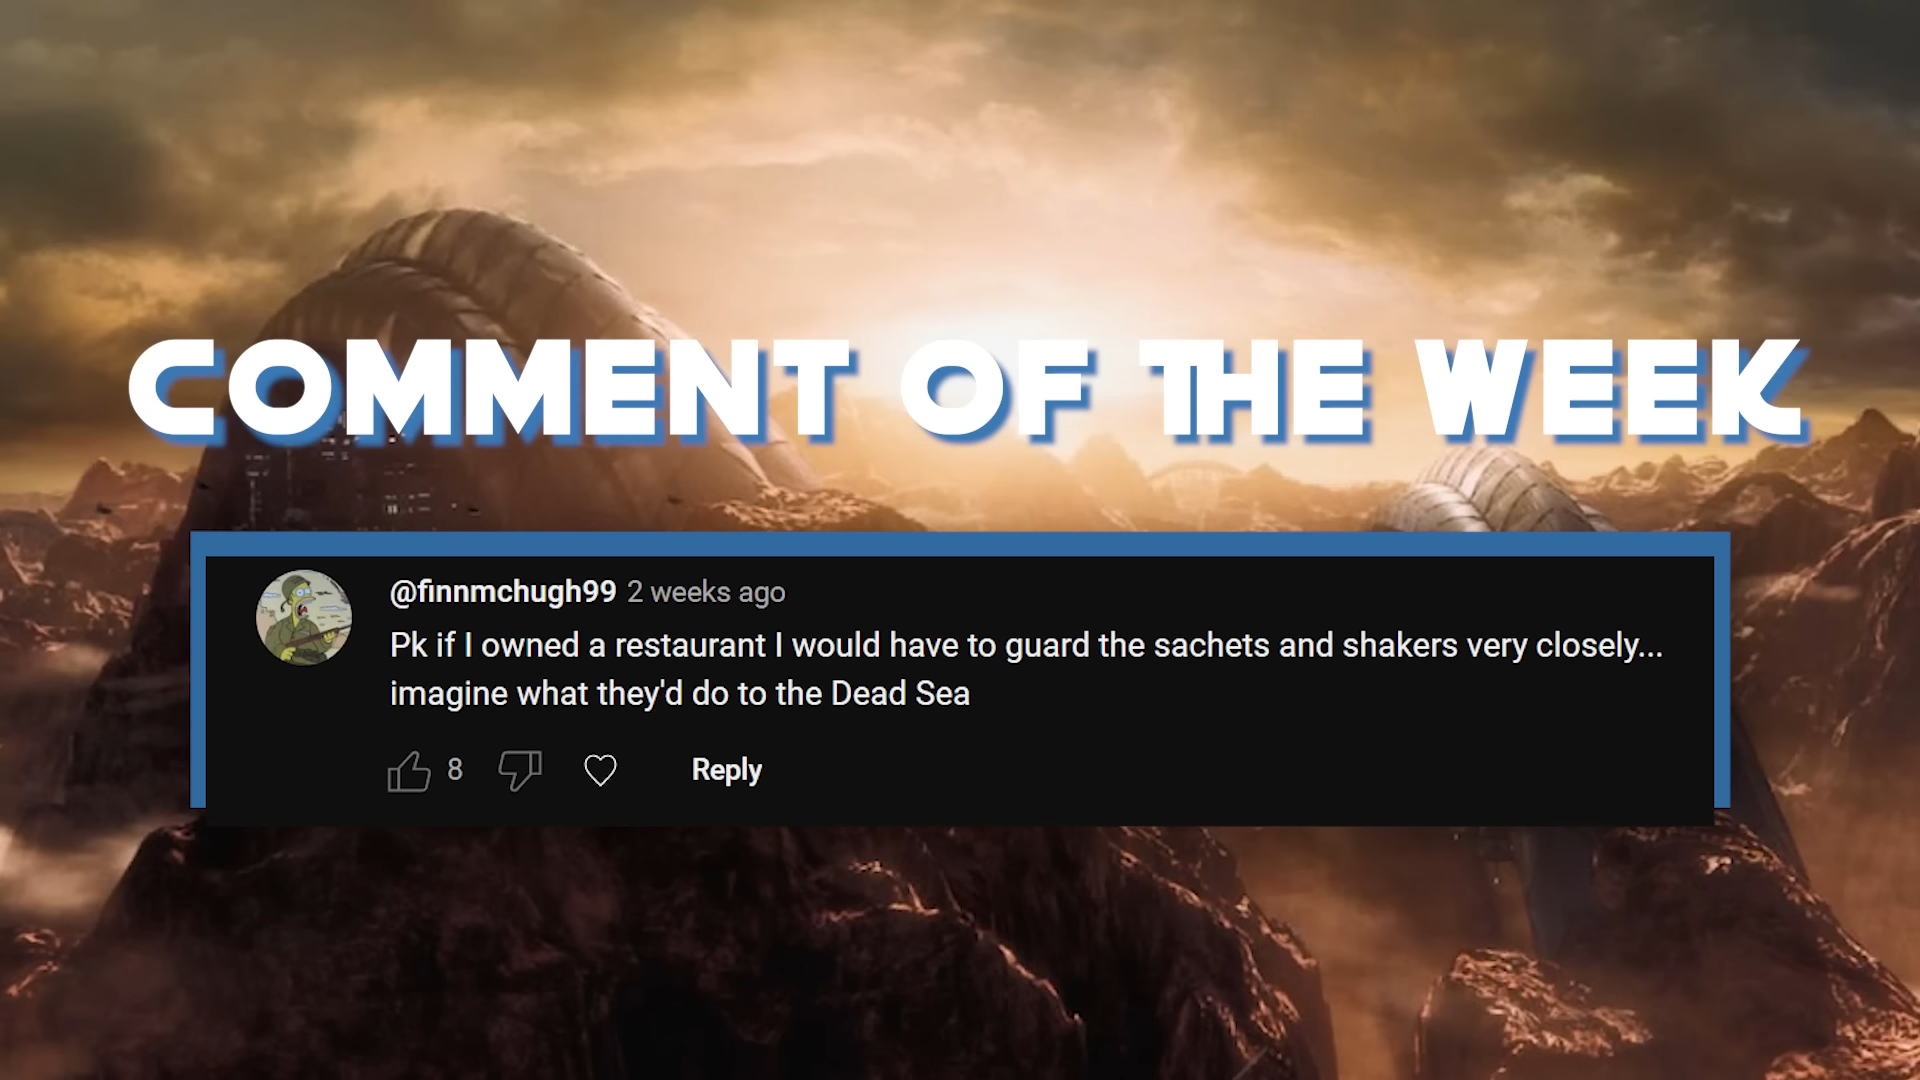 COMMENT OF THE WEEK
@finnmchugh99 2 weeks ago
Pk if I owned a restaurant I would have to guard the sachets and shakers very closely...
imagine what they'd do to the Dead Sea
8 Reply